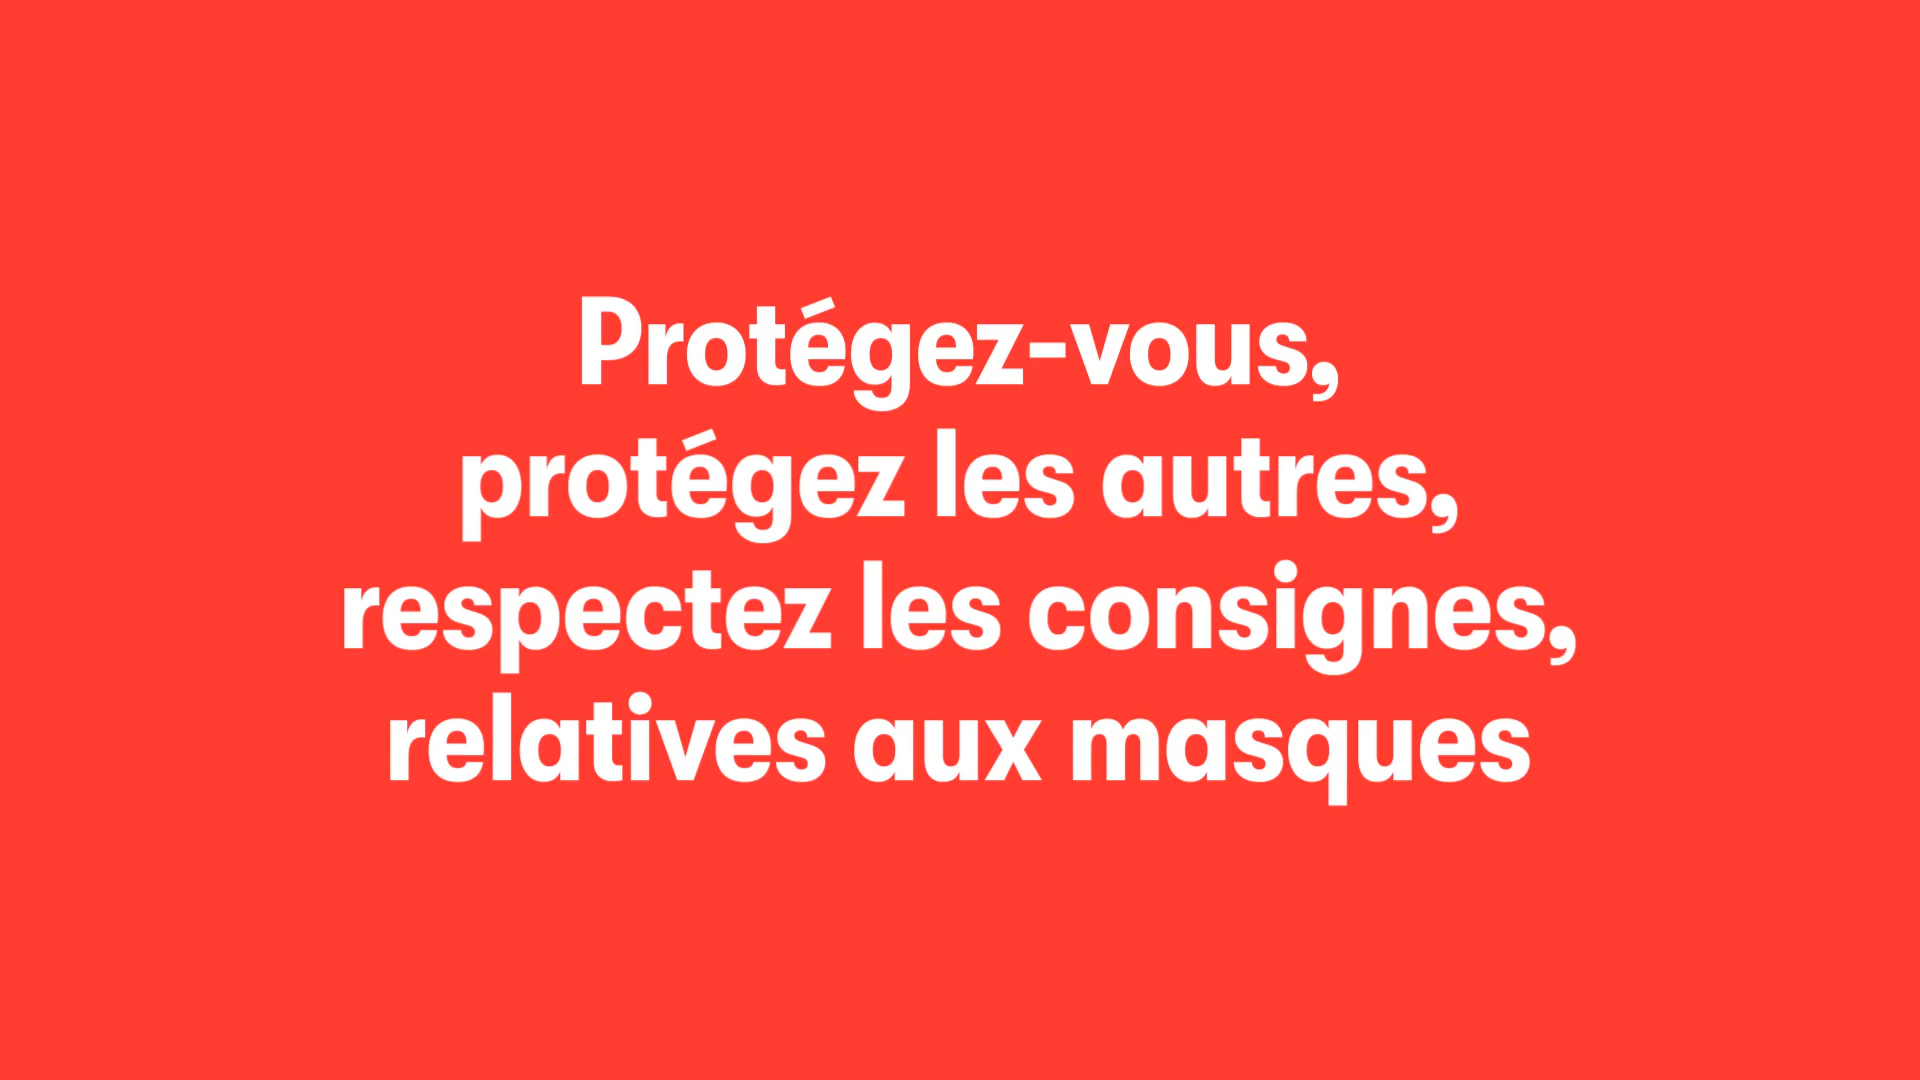 Protégez-vous,
protégez les autres,
respectez les consignes,
relatives aux masques